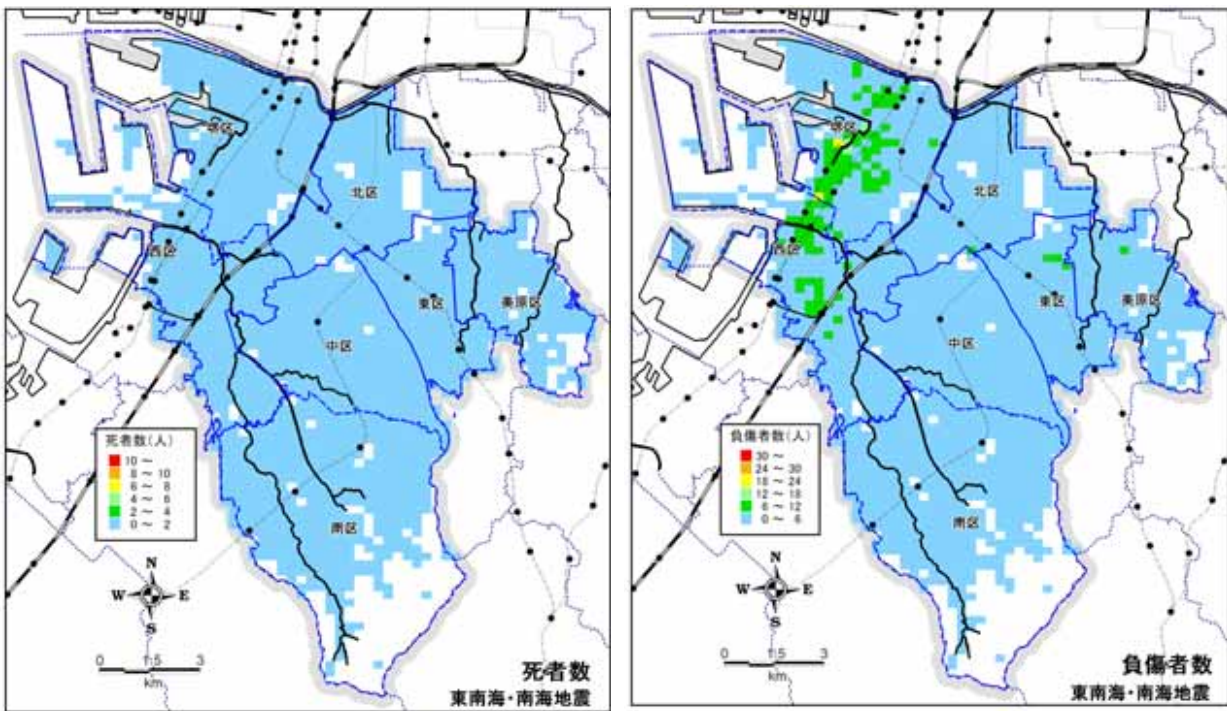 堺区
北区
西区
東区
美原区
中区
南区
死者数(人)
10 ～
8 ～ 10
6 ～ 8
4 ～ 6
2 ～ 4
0 ～ 2
N
W
E
S
0 1.5 3
km
死者数
東南海・南海地震
堺区
北区
西区
東区
美原区
中区
南区
負傷者数(人)
30 ～
24 ～ 30
18 ～ 24
12 ～ 18
6 ～ 12
0 ～ 6
N
W
E
S
0 1.5 3
km
負傷者数
東南海・南海地震